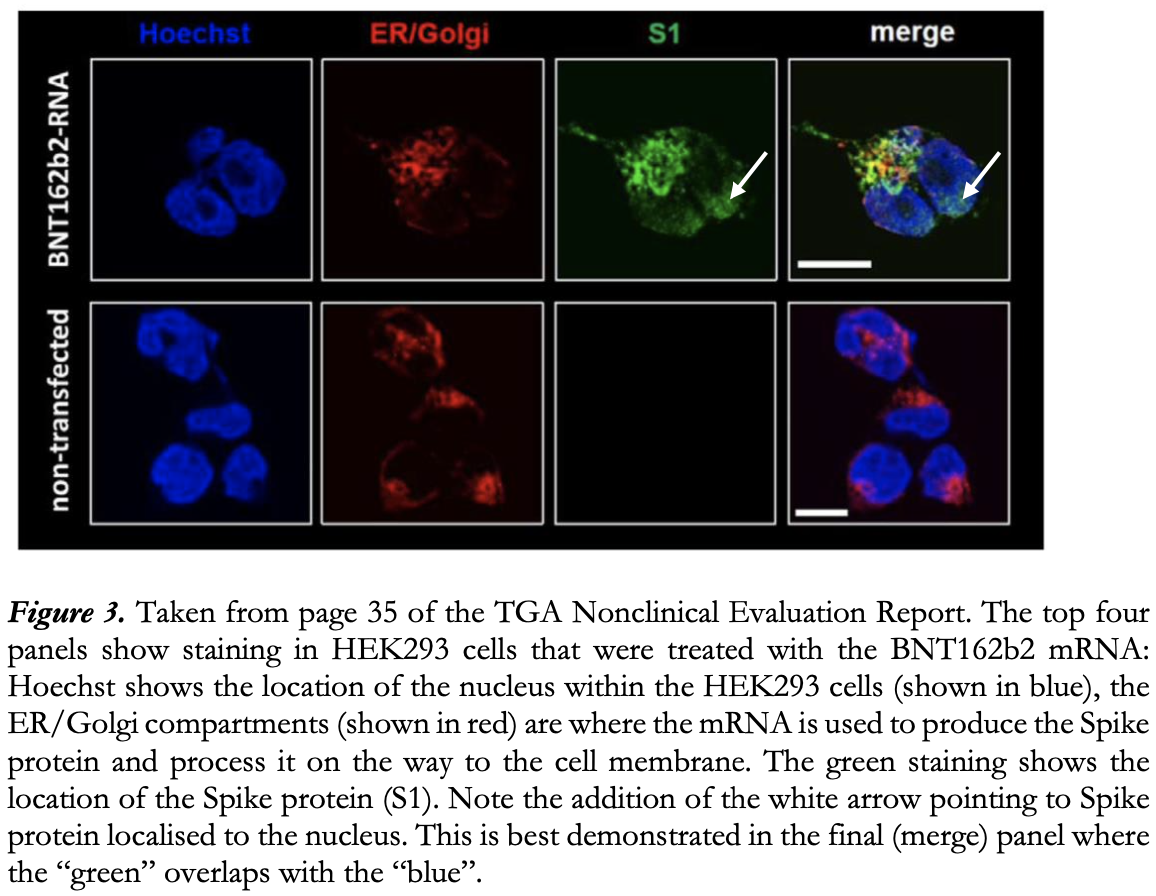 Hoechst ER/Golgi S1 merge
BNT162b2-RNA
non-transfected
Figure 3. Taken from page 35 of the TGA Nonclinical Evaluation Report. The top four
panels show staining in HEK293 cells that were treated with the BNT162b2 mRNA:
Hoechst shows the location of the nucleus within the HEK293 cells (shown in blue), the
ER/Golgi compartments (shown in red) are where the mRNA is used to produce the Spike
protein and process it on the way to the cell membrane. The green staining shows the
location of the Spike protein (S1). Note the addition of the white arrow pointing to Spike
protein localised to the nucleus. This is best demonstrated in the final (merge) panel where
the “green” overlaps with the “blue”.